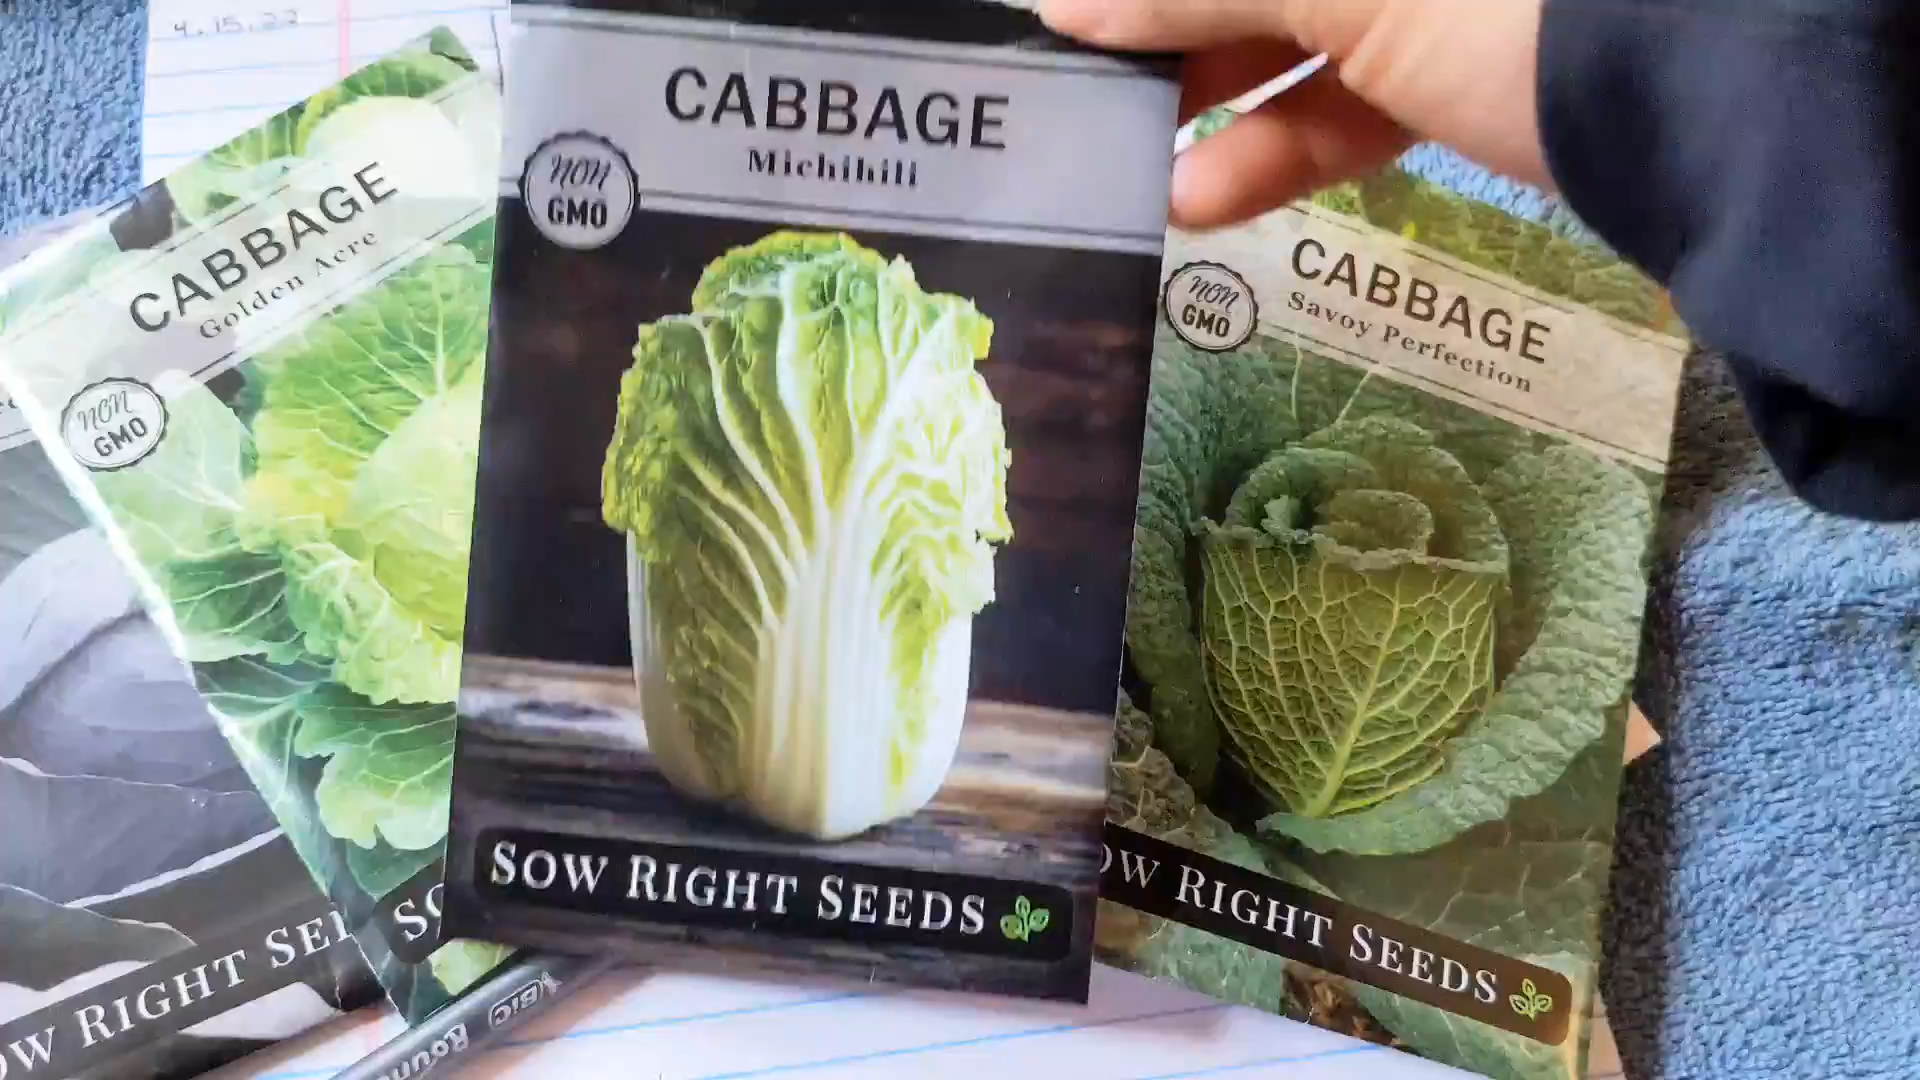 4.15.22
CABBAGE
Golden Acre
non
GMO
CABBAGE
Michihili
non
GMO
SOW RIGHT SEEDS
CABBAGE
Savoy Perfection
non
GMO
OW RIGHT SEEDS
OW RIGHT SEE
SO
BIC
Roun